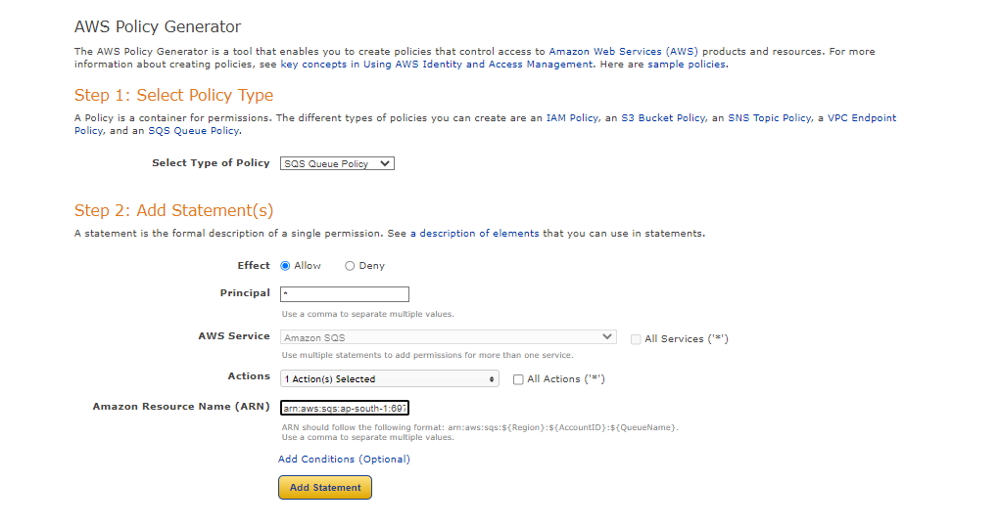 AWS Policy Generator
The AWS Policy Generator is a tool that enables you to create policies that control access to Amazon Web Services (AWS) products and resources. For more
information about creating policies, see key concepts in Using AWS Identity and Access Management. Here are sample policies.
Step 1: Select Policy Type
A Policy is a container for permissions. The different types of policies you can create are an IAM Policy, an S3 Bucket Policy, an SNS Topic Policy, a VPC Endpoint
Policy, and an SQS Queue Policy.
Select Type of Policy SQS Queue Policy
Step 2: Add Statement(s)
A statement is the formal description of a single permission. See a description of elements that you can use in statements.
Effect Allow Deny
Principal *
Use a comma to separate multiple values.
AWS Service Amazon SQS All Services ('*')
Use multiple statements to add permissions for more than one service.
Actions 1 Action(s) Selected All Actions ('*')
Amazon Resource Name (ARN) arn:aws:sqs:ap-south-1:697
ARN should follow the following format: arn:aws:sqs:${Region}:${AccountID}:${QueueName}.
Use a comma to separate multiple values.
Add Conditions (Optional)
Add Statement